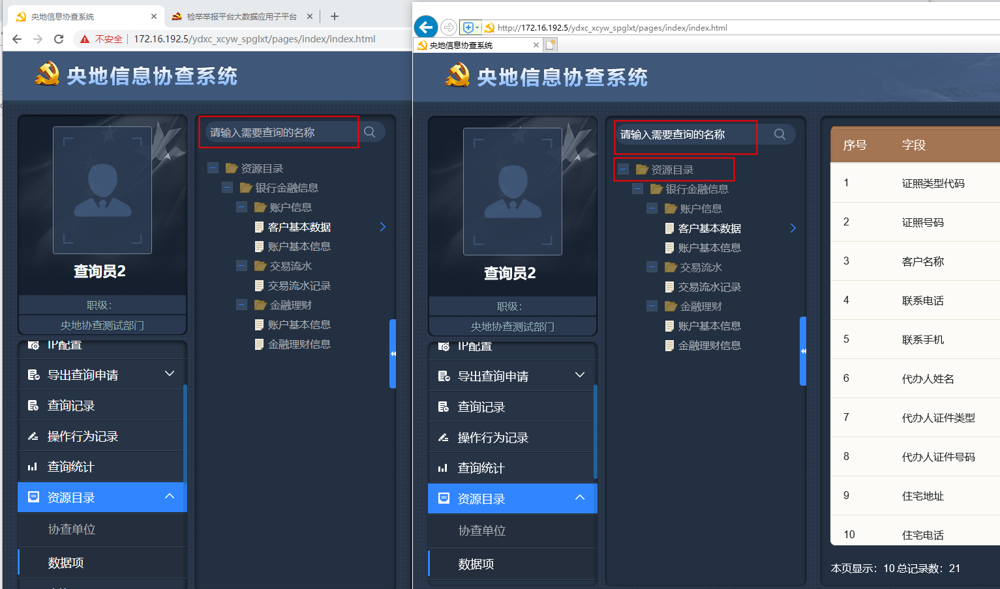 央地信息协查系统
检举举报平台大数据应用子平台
不安全 172.16.192.5/ydxc_xcyw_spglxt/pages/index/index.html
央地信息协查系统
请输入需要查询的名称
资源目录
银行金融信息
账户信息
客户基本数据
账户基本信息
交易流水
交易流水记录
金融理财
账户基本信息
金融理财信息
查询员2
职级：
央地协查测试部门
IP配置
导出查询申请
查询记录
操作行为记录
查询统计
资源目录
协查单位
数据项
http://172.16.192.5/ydxc_xcyw_spglxt/pages/index/index.html
央地信息协查系统
央地信息协查系统
请输入需要查询的名称
资源目录
银行金融信息
账户信息
客户基本数据
账户基本信息
交易流水
交易流水记录
金融理财
账户基本信息
金融理财信息
查询员2
职级：
央地协查测试部门
IP配置
导出查询申请
查询记录
操作行为记录
查询统计
资源目录
协查单位
数据项
序号 字段
1 证照类型代码
2 证照号码
3 客户名称
4 联系电话
5 联系手机
6 代办人姓名
7 代办人证件类型
8 代办人证件号码
9 住宅地址
10 住宅电话
本页显示：10 总记录数：21